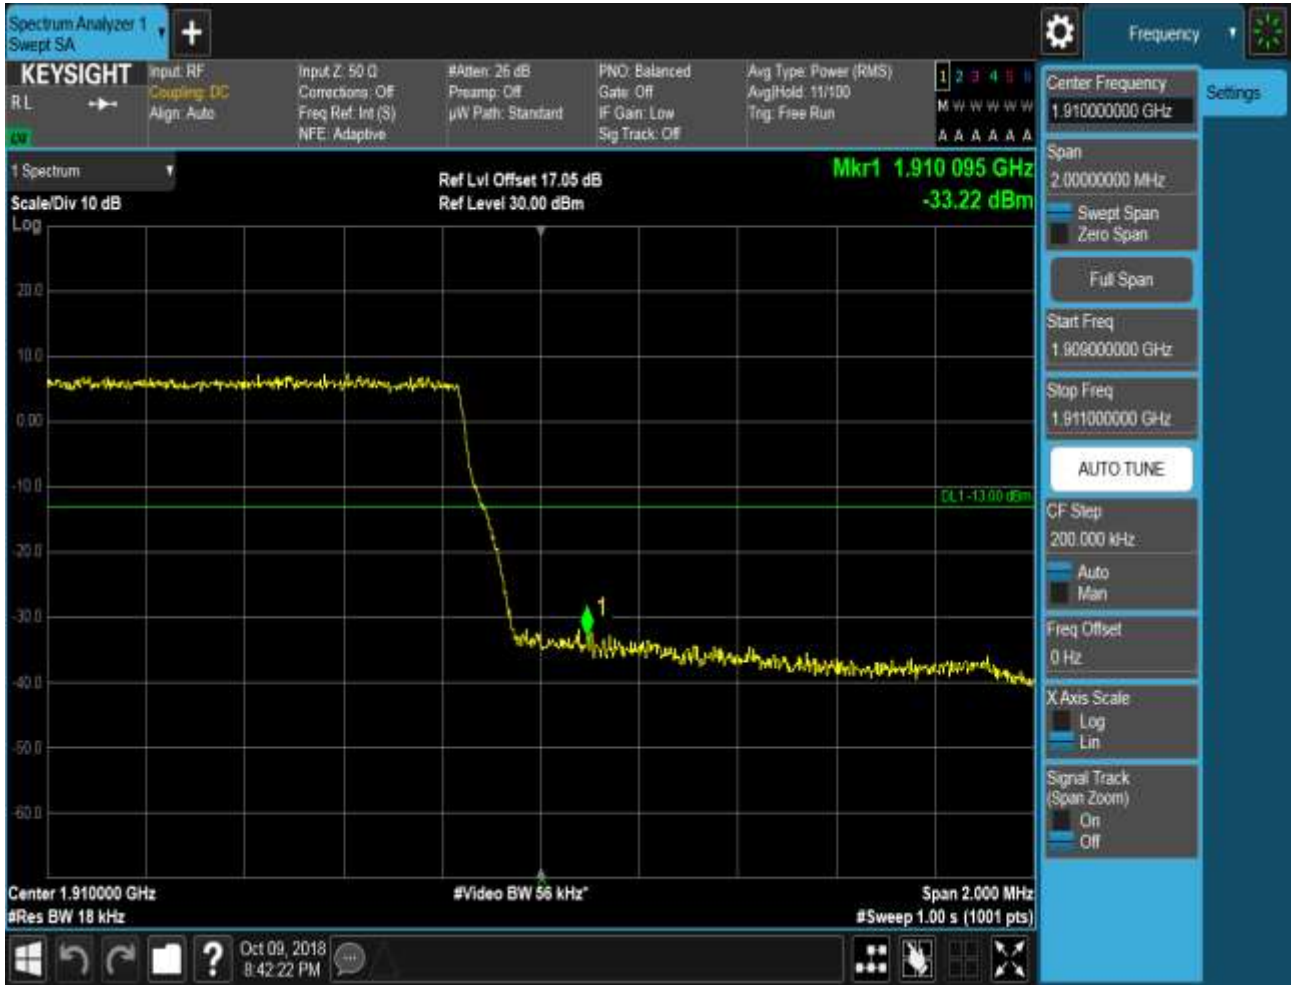 Spectrum Analyzer 1
Swept SA
+
Frequency
KEYSIGHT
R L
Input: RF
Coupling: DC
Align: Auto
Input Z: 50 Ω
Corrections: Off
Freq Ref: Int (S)
NFE: Adaptive
#Atten: 26 dB
Preamp: Off
µW Path: Standard
PNO: Balanced
Gate: Off
IF Gain: Low
Sig Track: Off
Avg Type: Power (RMS)
Avg|Hold: 11/100
Trig: Free Run
1 2 3 4 5 6
M W W W W W
A A A A A A
1 Spectrum
Scale/Div 10 dB
Log
Ref Lvl Offset 17.05 dB
Ref Level 30.00 dBm
Mkr1 1.910 095 GHz
-33.22 dBm
20.0
10.0
0.00
-10.0
-20.0
-30.0
-40.0
-50.0
-60.0
DL1 -13.00 dBm
1
Center 1.910000 GHz
#Res BW 18 kHz
#Video BW 56 kHz*
Span 2.000 MHz
#Sweep 1.00 s (1001 pts)
?
Oct 09, 2018
8:42:22 PM
Center Frequency
1.910000000 GHz
Settings
Span
2.00000000 MHz
Swept Span
Zero Span
Full Span
Start Freq
1.909000000 GHz
Stop Freq
1.911000000 GHz
AUTO TUNE
CF Step
200.000 kHz
Auto
Man
Freq Offset
0 Hz
X Axis Scale
Log
Lin
Signal Track
(Span Zoom)
On
Off